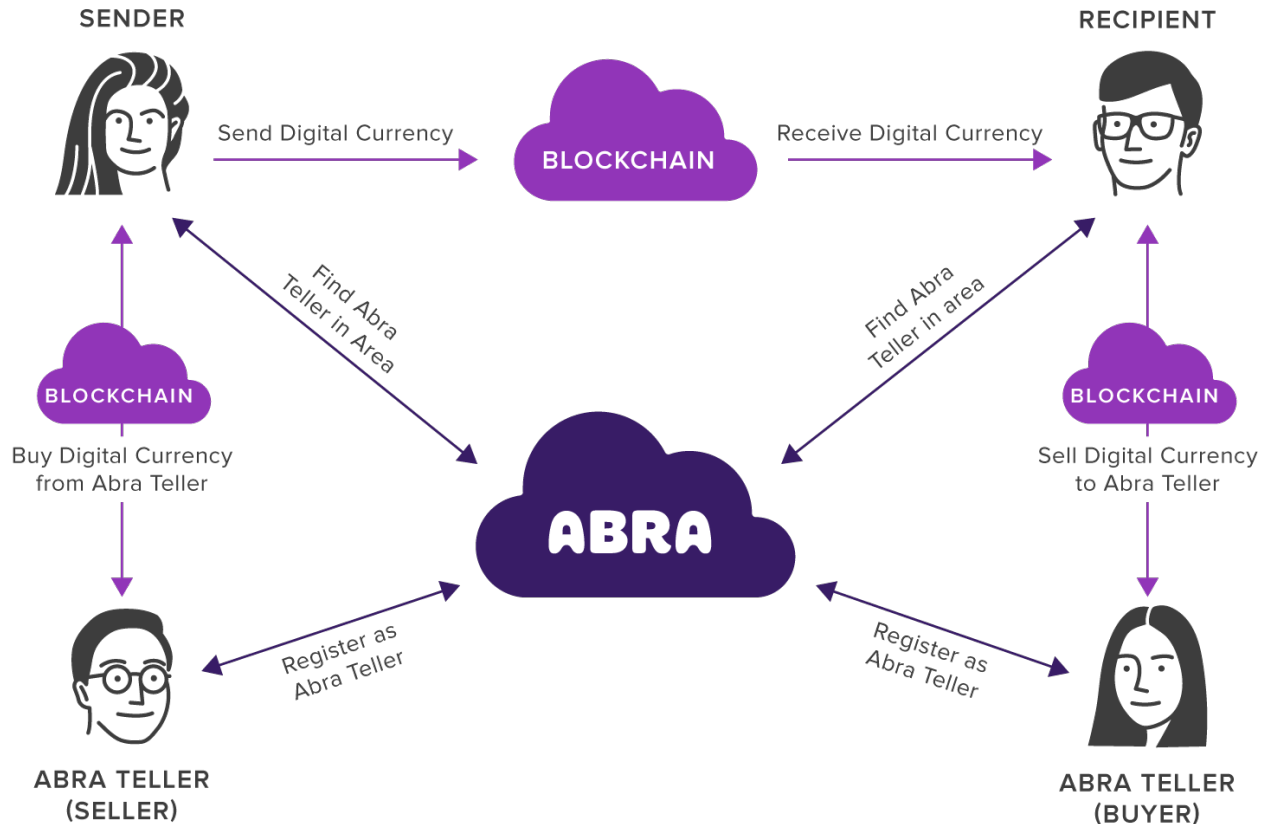 SENDER
RECIPIENT
Send Digital Currency
BLOCKCHAIN
Receive Digital Currency
Find Abra
Teller in Area
Find Abra
Teller in area
BLOCKCHAIN
Buy Digital Currency
from Abra Teller
BLOCKCHAIN
Sell Digital Currency
to Abra Teller
ABRA
Register as
Abra Teller
Register as
Abra Teller
ABRA TELLER
(SELLER)
ABRA TELLER
(BUYER)